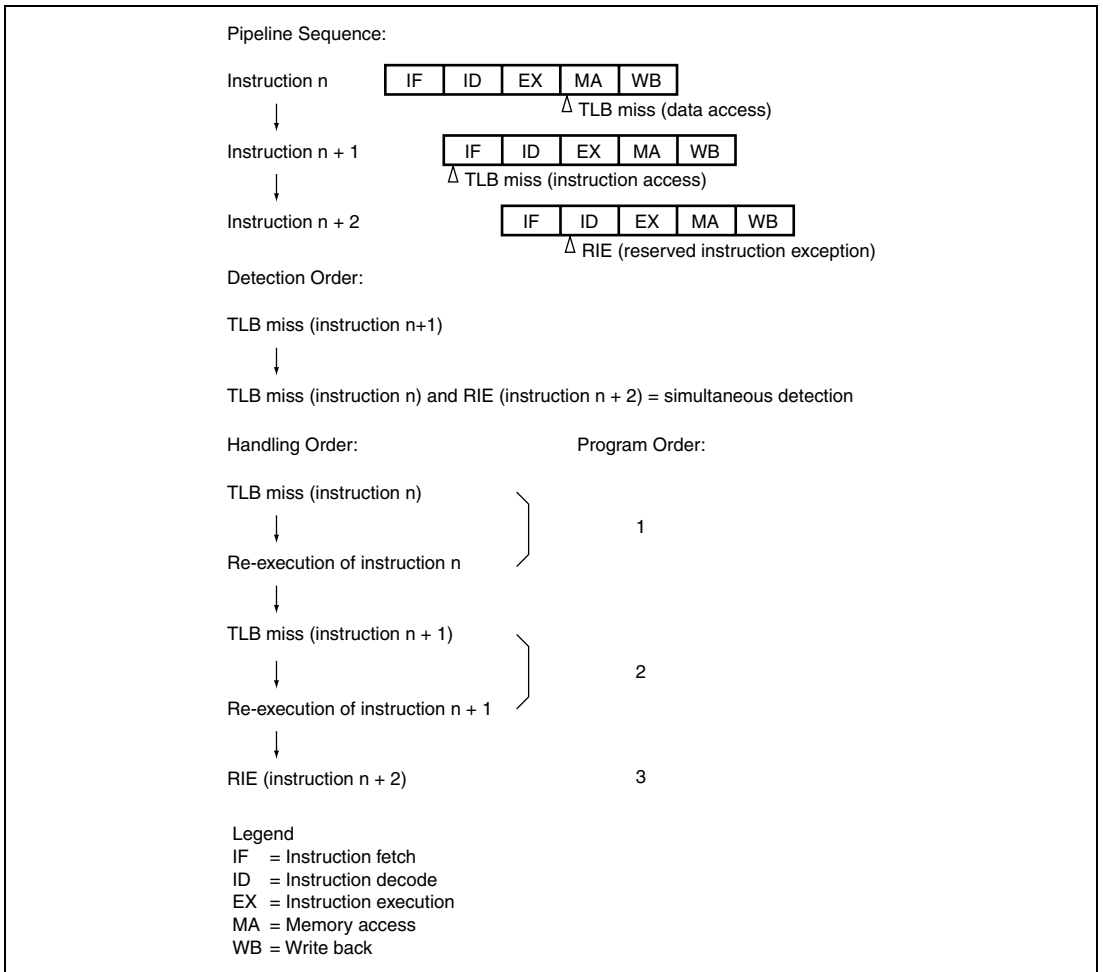 Pipeline Sequence:
Instruction n IF ID EX MA WB
TLB miss (data access)
Instruction n + 1 IF ID EX MA WB
TLB miss (instruction access)
Instruction n + 2 IF ID EX MA WB
RIE (reserved instruction exception)
Detection Order:
TLB miss (instruction n+1)
TLB miss (instruction n) and RIE (instruction n + 2) = simultaneous detection
Handling Order: Program Order:
TLB miss (instruction n)
1
Re-execution of instruction n
TLB miss (instruction n + 1)
2
Re-execution of instruction n + 1
RIE (instruction n + 2) 3
Legend
IF = Instruction fetch
ID = Instruction decode
EX = Instruction execution
MA = Memory access
WB = Write back